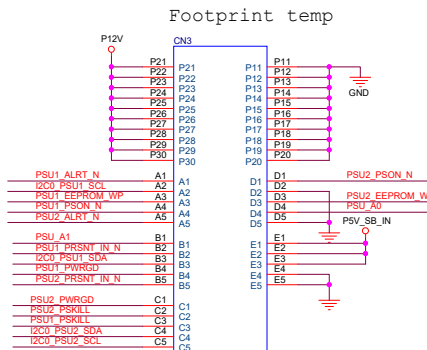 Footprint temp
P12V
CN3
P21 P21 P11 P11
P22 P22 P12 P12
P23 P23 P13 P13
P24 P24 P14 P14
P25 P25 P15 P15
P26 P26 P16 P16
P27 P27 P17 P17
P28 P28 P18 P18
P29 P29 P19 P19
P30 P30 P20 P20
GND
PSU1_ALRT_N A1 A1 D1 D1 PSU2_PSON_N
I2C0_PSU1_SCL A2 A2 D2 D2
PSU1_EEPROM_WP A3 A3 D3 D3 PSU2_EEPROM_W
PSU1_PSON_N A4 A4 D4 D4 PSU_A0
PSU2_ALRT_N A5 A5 D5 D5
P5V_SB_IN
PSU_A1 B1 B1 E1 E1
PSU1_PRSNT_IN_N B2 B2 E2 E2
I2C0_PSU1_SDA B3 B3 E3 E3
PSU1_PWRGD B4 B4 E4 E4
PSU2_PRSNT_IN_N B5 B5 E5 E5
PSU2_PWRGD C1 C1
PSU2_PSKILL C2 C2
PSU1_PSKILL C3 C3
I2C0_PSU2_SDA C4 C4
I2C0_PSU2_SCL C5 C5